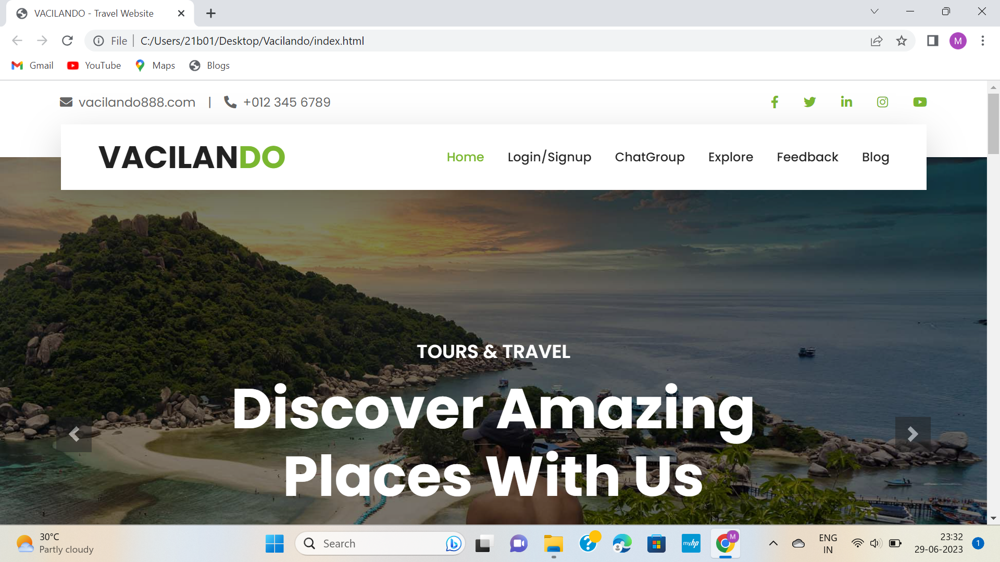 VACILANDO - Travel Website
File | C:/Users/21b01/Desktop/Vacilando/index.html
M
Gmail YouTube Maps Blogs
vacilando888.com | +012 345 6789
VACILANDO
Home Login/Signup ChatGroup Explore Feedback Blog
TOURS & TRAVEL
Discover Amazing
Places With Us
30°C
Partly cloudy
Search
myhp
M
ENG
IN
23:32
29-06-2023
1